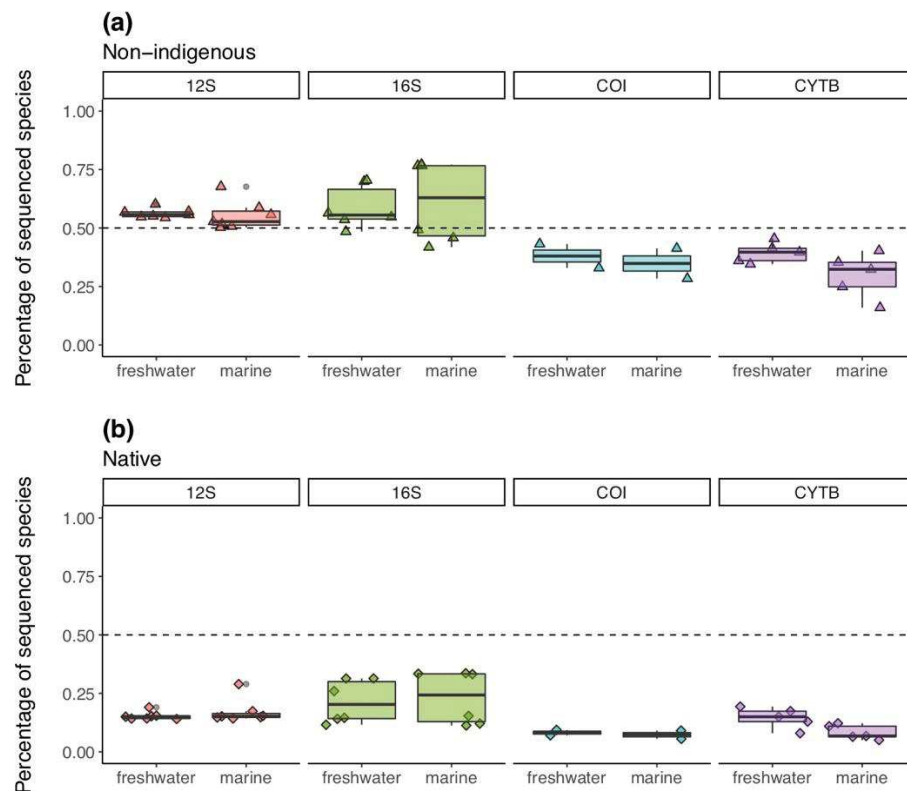 (a)
Non−indigenous
12S 16S COI CYTB
Percentage of sequenced species
1.00
0.75
0.50
0.25
0.00
freshwater marine freshwater marine freshwater marine freshwater marine
(b)
Native
12S 16S COI CYTB
Percentage of sequenced species
1.00
0.75
0.50
0.25
0.00
freshwater marine freshwater marine freshwater marine freshwater marine